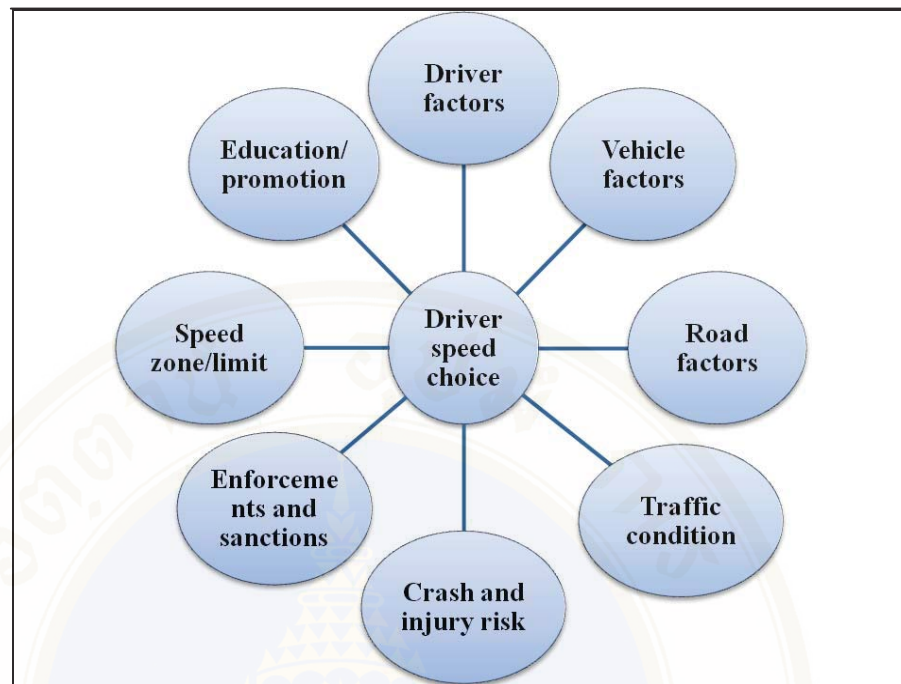 Driver
factors
Education/
promotion
Vehicle
factors
Speed
zone/limit
Driver
speed
choice
Road
factors
Enforceme
nts and
sanctions
Traffic
condition
Crash and
injury risk